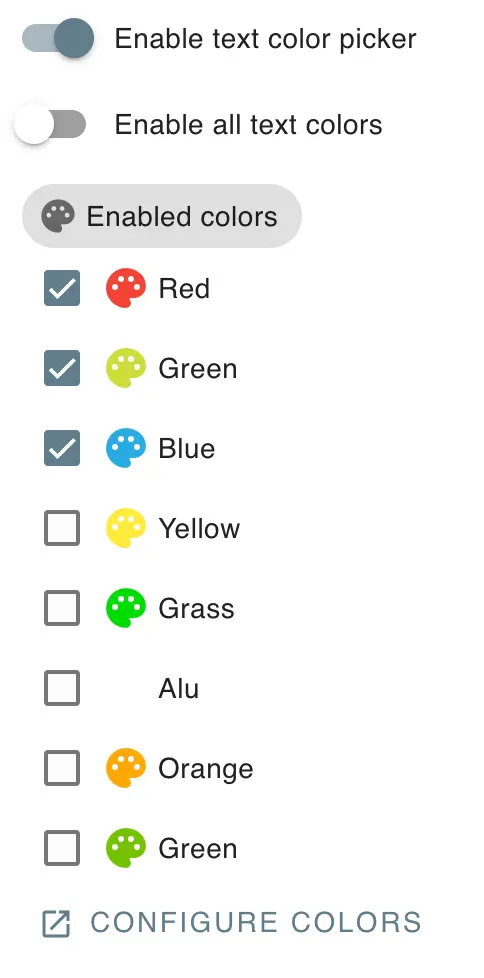 Enable text color picker
Enable all text colors
Enabled colors
Red
Green
Blue
Yellow
Grass
Alu
Orange
Green
CONFIGURE COLORS